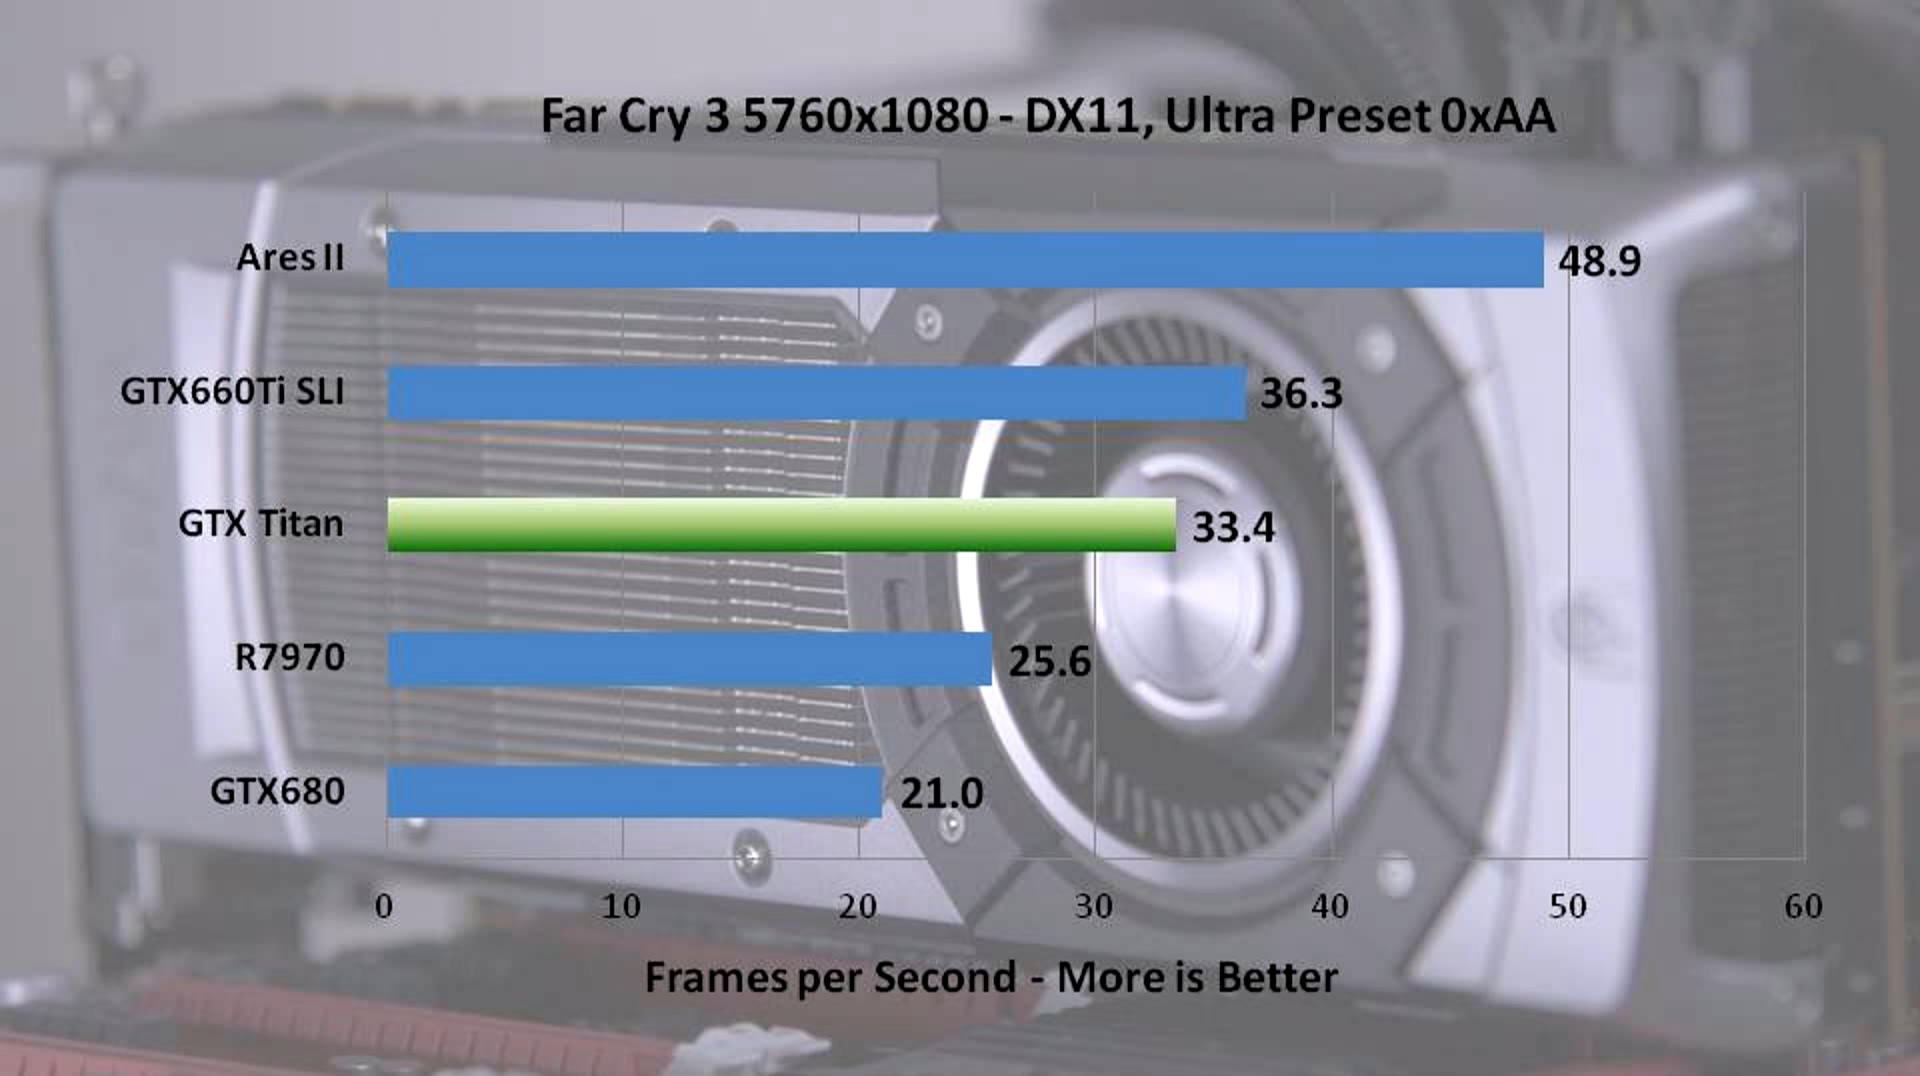 Far Cry 3 5760x1080 - DX11, Ultra Preset 0xAA
Ares II 48.9
GTX660Ti SLI 36.3
GTX Titan 33.4
R7970 25.6
GTX680 21.0
0 10 20 30 40 50 60
Frames per Second - More is Better